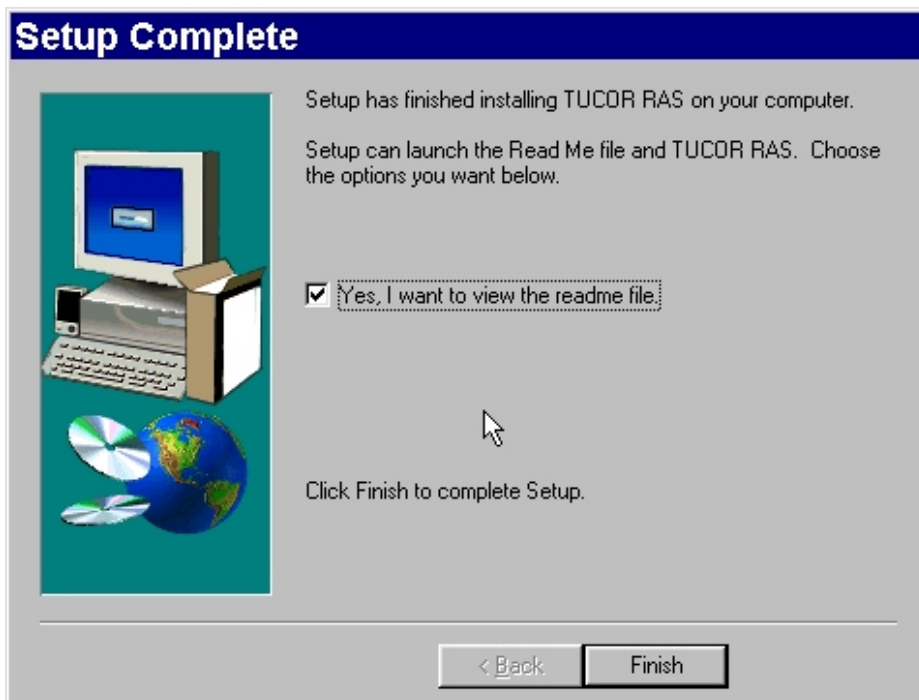 Setup Complete
Setup has finished installing TUCOR RAS on your computer.
Setup can launch the Read Me file and TUCOR RAS. Choose
the options you want below.
Yes, I want to view the readme file.
Click Finish to complete Setup.
< Back
Finish